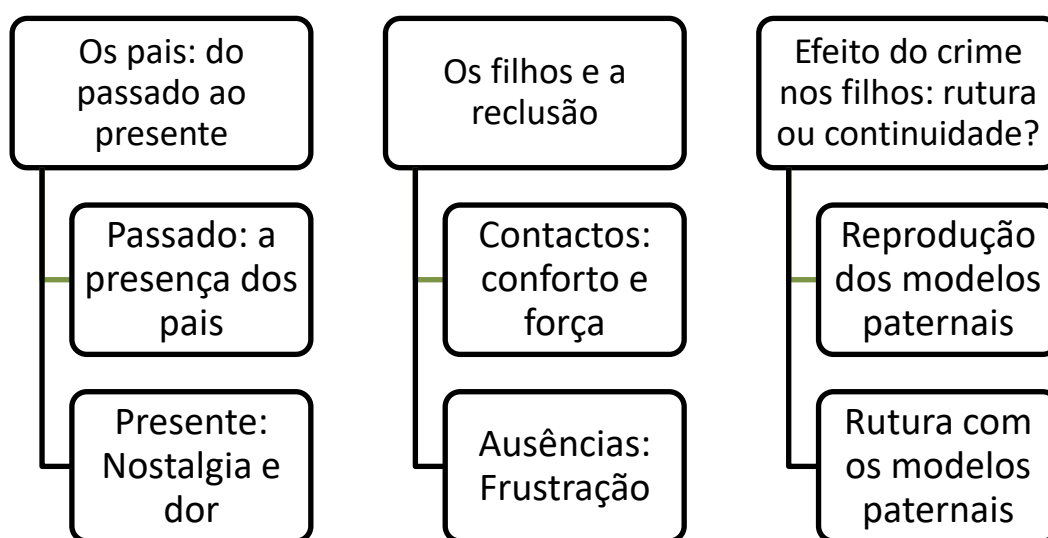 Os pais: do
passado ao
presente
Passado: a
presença dos
pais
Presente:
Nostalgia e
dor
Os filhos e a
reclusão
Contactos:
conforto e
força
Ausências:
Frustração
Efeito do crime
nos filhos: rutura
ou continuidade?
Reprodução
dos modelos
paternais
Rutura com
os modelos
paternais